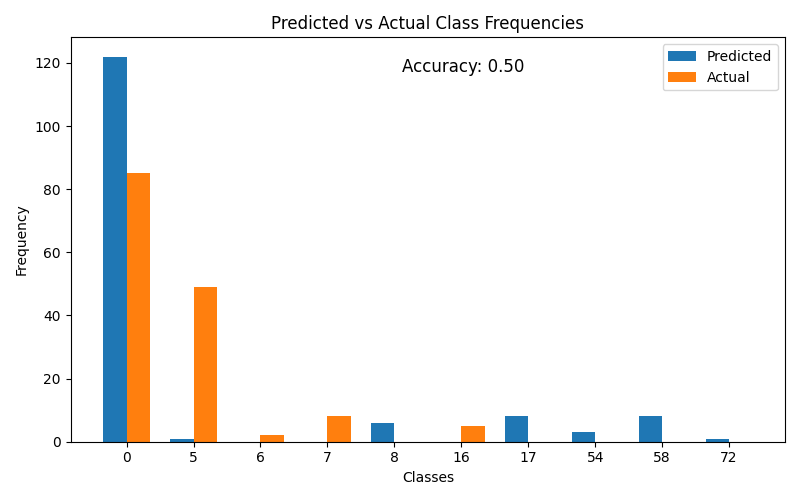 Predicted vs Actual Class Frequencies
Accuracy: 0.50
Predicted
Actual
Frequency
120
100
80
60
40
20
0
0 5 6 7 8 16 17 54 58 72
Classes